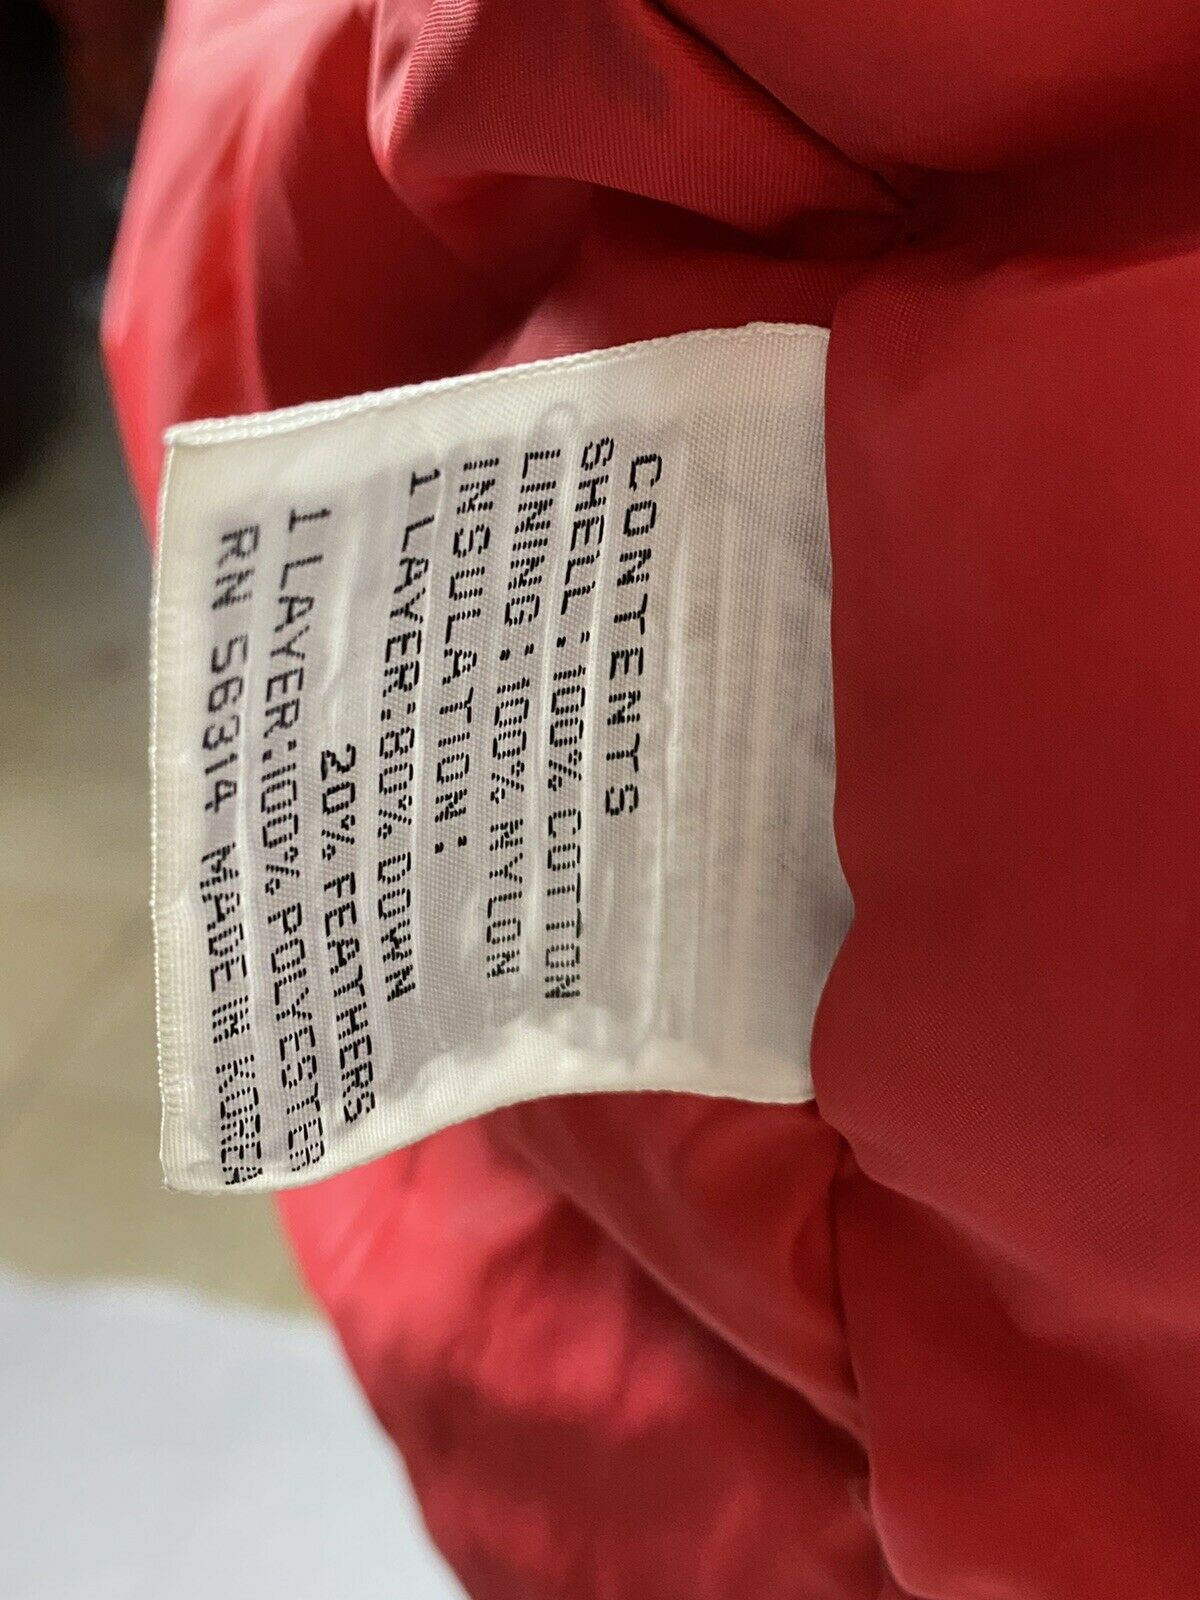 CONTENTS
SHELL:100% COTTON
LINING:100% NYLON
INSULATION:
1 LAYER:80% DOWN
20% FEATHERS
1 LAYER:100% POLYESTER
RN 56314 MADE IN KOREA